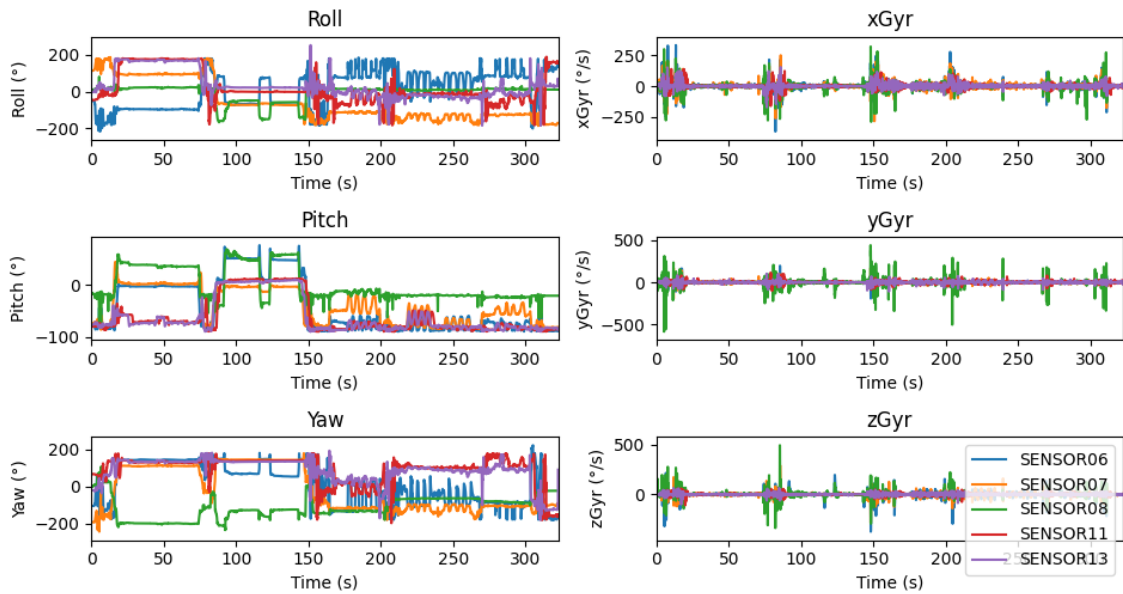 Roll
200
0
−200
Roll (°)
0 50 100 150 200 250 300
Time (s)
xGyr
250
0
−250
xGyr (°/s)
0 50 100 150 200 250 300
Time (s)
Pitch
0
−100
Pitch (°)
0 50 100 150 200 250 300
Time (s)
yGyr
500
0
−500
yGyr (°/s)
0 50 100 150 200 250 300
Time (s)
Yaw
200
0
−200
Yaw (°)
0 50 100 150 200 250 300
Time (s)
zGyr
500
0
zGyr (°/s)
0 50 100 150 200 250 300
Time (s)
SENSOR06
SENSOR07
SENSOR08
SENSOR11
SENSOR13